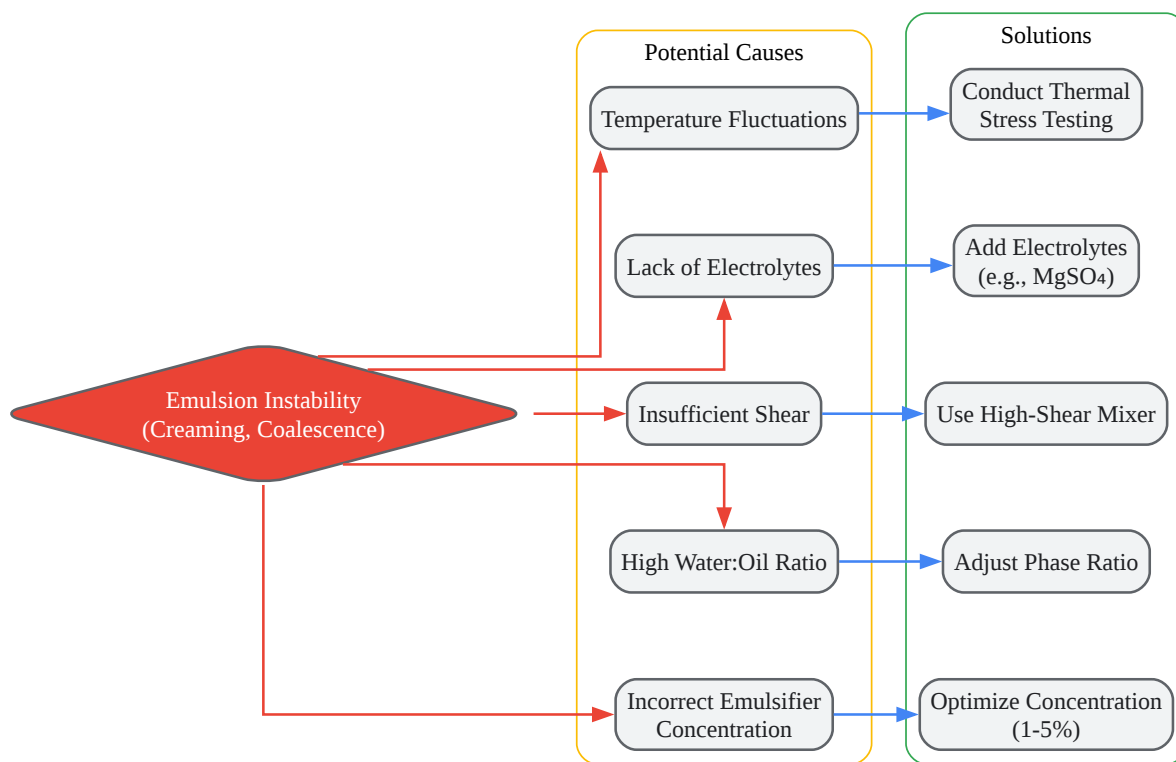 Potential Causes
Solutions
Temperature Fluctuations
Conduct Thermal
Stress Testing
Lack of Electrolytes
Add Electrolytes
(e.g., MgSO₄)
Emulsion Instability
(Creaming, Coalescence)
Insufficient Shear
Use High-Shear Mixer
High Water:Oil Ratio
Adjust Phase Ratio
Incorrect Emulsifier
Concentration
Optimize Concentration
(1-5%)